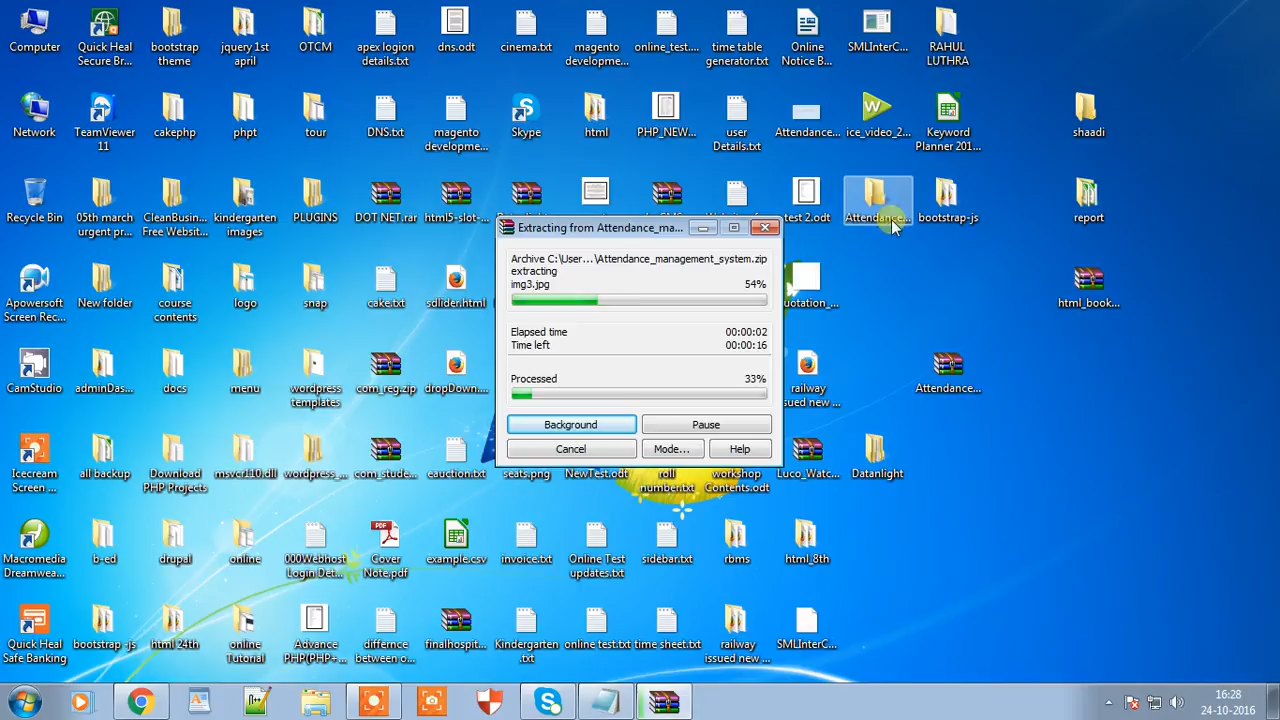 Computer
Quick Heal
Secure Br...
bootstrap
theme
jquery 1st
april
OTCM
apex logion
details.txt
dns.odt
cinema.txt
magento
developme...
online_test....
time table
generator.txt
Online
Notice B...
SMLInterC...
RAHUL
LUTHRA
Network
TeamViewer
11
cakephp
phpt
tour
DNS.txt
magento
developme...
Skype
html
PHP_NEW...
user
Details.txt
Attendance...
ice_video_2...
Keyword
Planner 201...
shaadi
Recycle Bin
05th march
urgent pr...
CleanBusin...
Free Websit...
kindergarten
images
PLUGINS
DOT NET.rar
html5-slot-...
test 2.odt
Attendance...
bootstrap-js
report
Extracting from Attendance_ma...
Archive C:\User...\Attendance_management_system.zip
extracting
img3.jpg
54%
Elapsed time
00:00:02
Time left
00:00:16
Processed
33%
Background
Pause
Cancel
Mode...
Help
Apowersoft
Screen Rec...
New folder
course
contents
logo
snap
cake.txt
sdlider.html
uotation_...
html_book...
CamStudio
adminDas...
docs
menu
wordpress
templates
com_reg.zip
dropDown....
railway
issued new ...
Attendance...
Icecream
Screen ...
all backup
Download
PHP Projects
msvcr110.dll
wordpress_...
com_stude...
eauction.txt
seats.png
NewTest.odt
roll
number.txt
workshop
Contents.odt
Luco_Watc...
Datanlight
Macromedia
Dreamwea...
b-ed
drupal
online
000Webhost
Login Det...
PDF
Cover
Note.pdf
example.csv
invoice.txt
Online Test
updates.txt
sidebar.txt
rbms
html_8th
Quick Heal
Safe Banking
bootstrap -js
html 24th
online
Tutorial
Advance
PHP(PHP+...
differnce
between o...
finalhospit...
Kindergarten
.txt
online test.txt
time sheet.txt
railway
issued new ...
SMLInterC...
16:28
24-10-2016